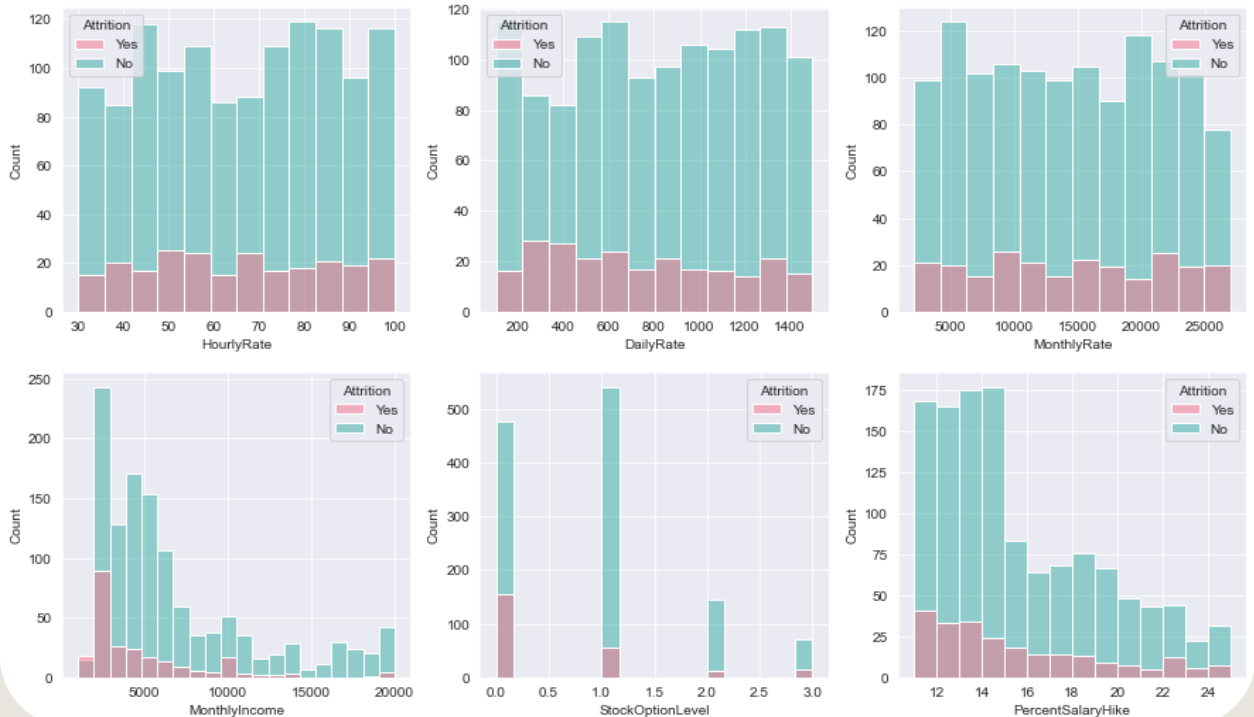 Attrition
Yes
No
120
100
80
60
40
20
0
Count
30 40 50 60 70 80 90 100
HourlyRate
Attrition
Yes
No
120
100
80
60
40
20
0
Count
200 400 600 800 1000 1200 1400
DailyRate
Attrition
Yes
No
120
100
80
60
40
20
0
Count
5000 10000 15000 20000 25000
MonthlyRate
Attrition
Yes
No
250
200
150
100
50
0
Count
5000 10000 15000 20000
MonthlyIncome
Attrition
Yes
No
500
400
300
200
100
0
Count
0.0 0.5 1.0 1.5 2.0 2.5 3.0
StockOptionLevel
Attrition
Yes
No
175
150
125
100
75
50
25
0
Count
12 14 16 18 20 22 24
PercentSalaryHike